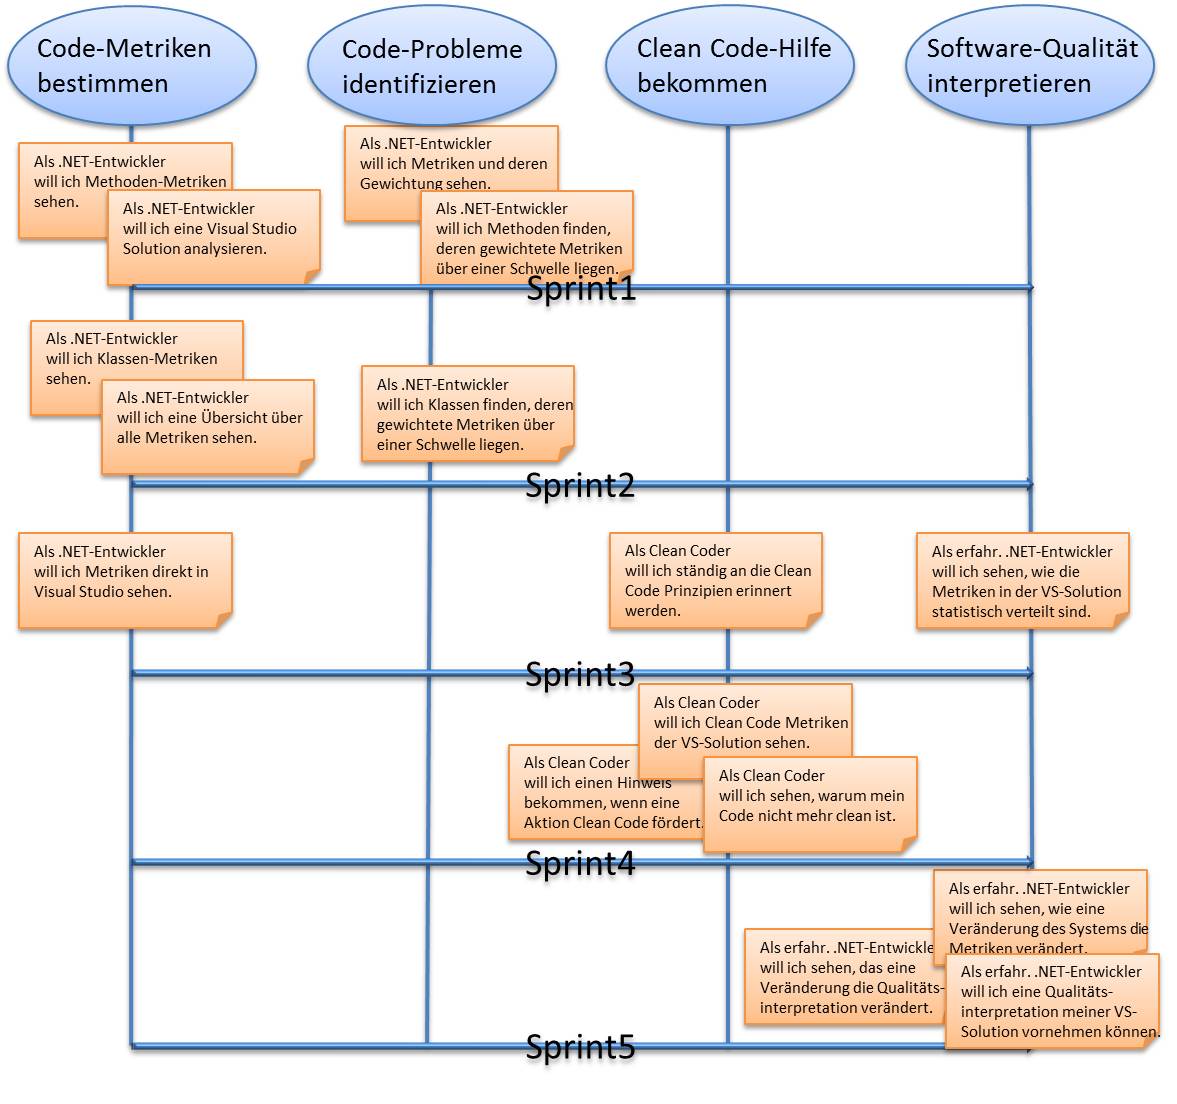 Code-Metriken
bestimmen
Code-Probleme
identifizieren
Clean Code-Hilfe
bekommen
Software-Qualität
interpretieren
Als .NET-Entwickler
will ich Methoden-Metriken
sehen.
Als .NET-Entwickler
will ich eine Visual Studio
Solution analysieren.
Als .NET-Entwickler
will ich Metriken und deren
Gewichtung sehen.
Als .NET-Entwickler
will ich Methoden finden,
deren gewichtete Metriken
über einer Schwelle liegen.
Sprint1
Als .NET-Entwickler
will ich Klassen-Metriken
sehen.
Als .NET-Entwickler
will ich eine Übersicht über
alle Metriken sehen.
Als .NET-Entwickler
will ich Klassen finden, deren
gewichtete Metriken über
einer Schwelle liegen.
Sprint2
Als .NET-Entwickler
will ich Metriken direkt in
Visual Studio sehen.
Als Clean Coder
will ich ständig an die Clean
Code Prinzipien erinnert
werden.
Als erfahr. .NET-Entwickler
will ich sehen, wie die
Metriken in der VS-Solution
statistisch verteilt sind.
Sprint3
Als Clean Coder
will ich Clean Code Metriken
der VS-Solution sehen.
Als Clean Coder
will ich einen Hinweis
bekommen, wenn eine
Aktion Clean Code fördert.
Als Clean Coder
will ich sehen, warum mein
Code nicht mehr clean ist.
Sprint4
Als erfahr. .NET-Entwickler
will ich sehen, wie eine
Veränderung des Systems die
Metriken verändert.
Als erfahr. .NET-Entwickle
will ich sehen, das eine
Veränderung die Qualitäts-
interpretation verändert.
Als erfahr. .NET-Entwickler
will ich eine Qualitäts-
interpretation meiner VS-
Solution vornehmen können.
Sprint5